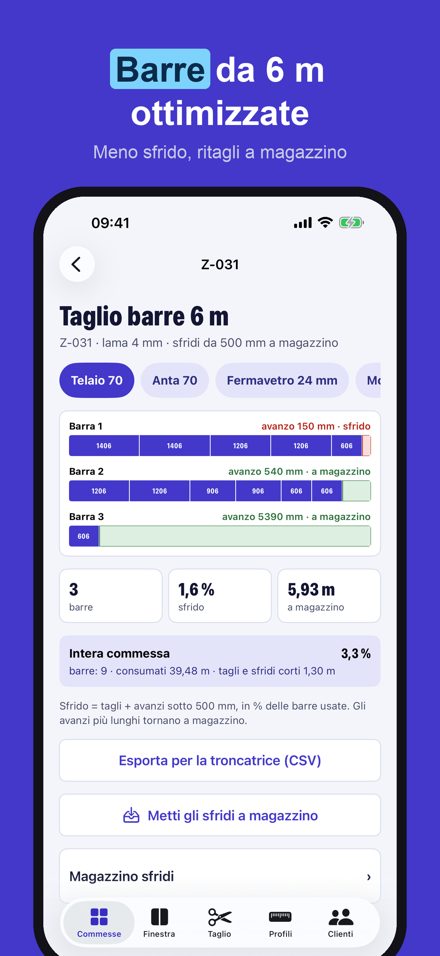 Barre da 6 m
ottimizzate
Meno sfrido, ritagli a magazzino
09:41
Z-031
Taglio barre 6 m
Z-031 · lama 4 mm · sfridi da 500 mm a magazzino
Telaio 70 Anta 70 Fermavetro 24 mm Mo
Barra 1 avanzo 150 mm · sfrido
1406 1406 1206 1206 606
Barra 2 avanzo 540 mm · a magazzino
1206 1206 906 906 606 606
Barra 3 avanzo 5390 mm · a magazzino
606
3 1,6 % 5,93 m
barre sfrido a magazzino
Intera commessa 3,3 %
barre: 9 · consumati 39,48 m · tagli e sfridi corti 1,30 m
Sfrido = tagli + avanzi sotto 500 mm, in % delle barre usate. Gli
avanzi più lunghi tornano a magazzino.
Esporta per la troncatrice (CSV)
Metti gli sfridi a magazzino
Magazzino sfridi ›
Commesse Finestra Taglio Profili Clienti